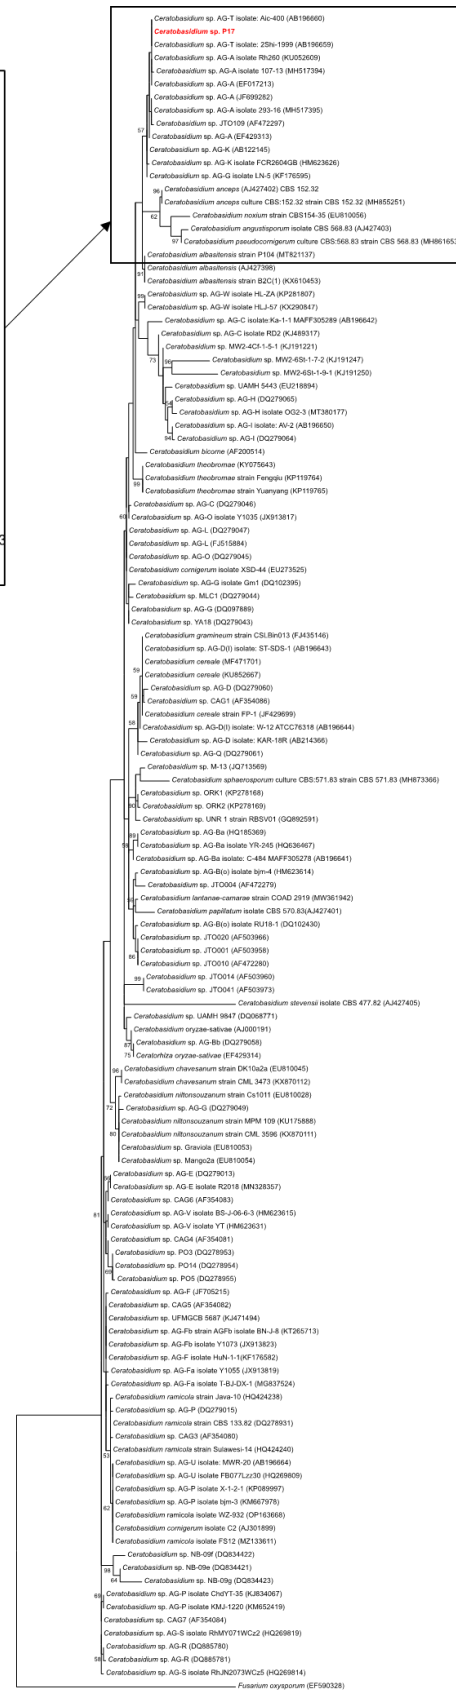 Ceratobasidium sp. AG-T isolate: Aic-400 (AB196660)
Ceratobasidium sp. P17
Ceratobasidium sp. AG-T isolate: 2Shi-1999 (AB196659)
Ceratobasidium sp. AG-A isolate Rh260 (KU052609)
Ceratobasidium sp. AG-A isolate 107-13 (MH517394)
Ceratobasidium sp. AG-A (EF017213)
Ceratobasidium sp. AG-A (JF699282)
Ceratobasidium sp. AG-A isolate 293-16 (MH517395)
Ceratobasidium sp. JTO109 (AF472297)
57
Ceratobasidium sp. AG-A (EF429313)
Ceratobasidium sp. AG-K (AB122145)
Ceratobasidium sp. AG-K isolate FCR2604GB (HM623626)
Ceratobasidium sp. AG-G isolate LN-5 (KF176595)
96
Ceratobasidium anceps (AJ427402) CBS 152.32
Ceratobasidium anceps culture CBS:152.32 strain CBS 152.32 (MH855251)
62
Ceratobasidium noxium strain CBS154-35 (EU810056)
Ceratobasidium angustisporum isolate CBS 568.83 (AJ427403)
97
Ceratobasidium pseudocornigerum culture CBS:568.83 strain CBS 568.83 (MH861653
Ceratobasidium albasitensis strain P104 (MT821137)
Ceratobasidium albasitensis (AJ427398)
91
Ceratobasidium albasitensis strain B2C(1) (KX610453)
99
Ceratobasidium sp. AG-W isolate HL-ZA (KP281807)
Ceratobasidium sp. AG-W isolate HLJ-57 (KX290847)
Ceratobasidium sp. AG-C isolate Ka-1-1 MAFF305289 (AB196642)
Ceratobasidium sp. AG-C isolate RD2 (KJ489317)
Ceratobasidium sp. MW2-4Cf-1-5-1 (KJ191221)
73
96
Ceratobasidium sp. MW2-6St-1-7-2 (KJ191247)
Ceratobasidium sp. MW2-6St-1-9-1 (KJ191250)
Ceratobasidium sp. UAMH 5443 (EU218894)
Ceratobasidium sp. AG-H (DQ279065)
Ceratobasidium sp. AG-H isolate OG2-3 (MT380177)
Ceratobasidium sp. AG-I isolate: AV-2 (AB196650)
94
Ceratobasidium sp. AG-I (DQ279064)
Ceratobasidium bicorne (AF200514)
Ceratobasidium theobromae (KY075643)
Ceratobasidium theobromae strain Fengqiu (KP119764)
99
Ceratobasidium theobromae strain Yuanyang (KP119765)
Ceratobasidium sp. AG-C (DQ279046)
60
Ceratobasidium sp. AG-O isolate Y1035 (JX913817)
Ceratobasidium sp. AG-L (DQ279047)
Ceratobasidium sp. AG-L (FJ515884)
Ceratobasidium sp. AG-O (DQ279045)
Ceratobasidium cornigerum isolate XSD-44 (EU273525)
Ceratobasidium sp. AG-G isolate Gm1 (DQ102395)
Ceratobasidium sp. MLC1 (DQ279044)
Ceratobasidium sp. AG-G (DQ097889)
Ceratobasidium sp. YA18 (DQ279043)
Ceratobasidium gramineum strain CSLBin013 (FJ435146)
Ceratobasidium sp. AG-D(I) isolate: ST-SDS-1 (AB196643)
Ceratobasidium cereale (MF471701)
59
Ceratobasidium cereale (KU852667)
Ceratobasidium sp. AG-D (DQ279060)
59
Ceratobasidium sp. CAG1 (AF354086)
Ceratobasidium cereale strain FP-1 (JF429699)
58
Ceratobasidium sp. AG-D(I) isolate: W-12 ATCC76318 (AB196644)
Ceratobasidium sp. AG-D isolate: KAR-18R (AB214366)
Ceratobasidium sp. AG-Q (DQ279061)
Ceratobasidium sp. M-13 (JQ713569)
Ceratobasidium sphaerosporum culture CBS:571.83 strain CBS 571.83 (MH873366)
Ceratobasidium sp. ORK1 (KP278168)
90
Ceratobasidium sp. ORK2 (KP278169)
Ceratobasidium sp. UNR 1 strain RBSV01 (GQ892591)
89
Ceratobasidium sp. AG-Ba (HQ185369)
59
Ceratobasidium sp. AG-Ba isolate YR-245 (HQ636467)
Ceratobasidium sp. AG-Ba isolate: C-484 MAFF305278 (AB196641)
Ceratobasidium sp. AG-B(o) isolate bjm-4 (HM623614)
Ceratobasidium sp. JTO004 (AF472279)
Ceratobasidium lantanae-camarae strain COAD 2919 (MW361942)
Ceratobasidium papillatum isolate CBS 570.83(AJ427401)
Ceratobasidium sp. AG-B(o) isolate RU18-1 (DQ102430)
Ceratobasidium sp. JTO020 (AF503966)
Ceratobasidium sp. JTO001 (AF503958)
86
Ceratobasidium sp. JTO010 (AF472280)
99
Ceratobasidium sp. JTO014 (AF503960)
Ceratobasidium sp. JTO041 (AF503973)
Ceratobasidium stevensii isolate CBS 477.82 (AJ427405)
Ceratobasidium sp. UAMH 9847 (DQ068771)
Ceratobasidium oryzae-sativae (AJ000191)
87
Ceratobasidium sp. AG-Bb (DQ279058)
75
Ceratorhiza oryzae-sativae (EF429314)
96
Ceratobasidium chavesanum strain DK10a2a (EU810045)
Ceratobasidium chavesanum strain CML 3473 (KX870112)
Ceratobasidium niltonsouzanum strain Cs1011 (EU810028)
72
Ceratobasidium sp. AG-G (DQ279049)
Ceratobasidium niltonsouzanum strain MPM 109 (KU175888)
80
Ceratobasidium niltonsouzanum strain CML 3596 (KX870111)
Ceratobasidium sp. Graviola (EU810053)
Ceratobasidium sp. Mango2a (EU810054)
Ceratobasidium sp. AG-E (DQ279013)
Ceratobasidium sp. AG-E isolate R2018 (MN328357)
Ceratobasidium sp. CAG6 (AF354083)
81
Ceratobasidium sp. AG-V isolate BS-J-06-6-3 (HM623615)
Ceratobasidium sp. AG-V isolate YT (HM623631)
Ceratobasidium sp. CAG4 (AF354081)
Ceratobasidium sp. PO3 (DQ278953)
Ceratobasidium sp. PO14 (DQ278954)
69
Ceratobasidium sp. PO5 (DQ278955)
Ceratobasidium sp. AG-F (JF705215)
Ceratobasidium sp. CAG5 (AF354082)
Ceratobasidium sp. UFMGCB 5687 (KJ471494)
Ceratobasidium sp. AG-Fb strain AGFb isolate BN-J-8 (KT265713)
Ceratobasidium sp. AG-Fb isolate Y1073 (JX913823)
Ceratobasidium sp. AG-F isolate HuN-1-1(KF176582)
Ceratobasidium sp. AG-Fa isolate Y1055 (JX913819)
Ceratobasidium sp. AG-Fa isolate T-BJ-DX-1 (MG837524)
Ceratobasidium ramicola strain Java-10 (HQ424238)
Ceratobasidium sp. AG-P (DQ279015)
Ceratobasidium ramicola strain CBS 133.82 (DQ278931)
Ceratobasidium sp. CAG3 (AF354080)
Ceratobasidium ramicola strain Sulawesi-14 (HQ424240)
53
Ceratobasidium sp. AG-U isolate: MWR-20 (AB196664)
Ceratobasidium sp. AG-U isolate FB077Lzz30 (HQ269809)
Ceratobasidium sp. AG-P isolate X-1-2-1 (KP089997)
62
Ceratobasidium sp. AG-P isolate bjm-3 (KM667978)
Ceratobasidium ramicola isolate WZ-932 (OP163668)
Ceratobasidium cornigerum isolate C2 (AJ301899)
Ceratobasidium ramicola isolate FS12 (MZ133611)
Ceratobasidium sp. NB-09f (DQ834422)
98
Ceratobasidium sp. NB-09e (DQ834421)
64
Ceratobasidium sp. NB-09g (DQ834423)
69
Ceratobasidium sp. AG-P isolate ChdYT-35 (KJ834067)
Ceratobasidium sp. AG-P isolate KMJ-1220 (KM652419)
Ceratobasidium sp. CAG7 (AF354084)
Ceratobasidium sp. AG-S isolate RhMY071WCz2 (HQ269819)
Ceratobasidium sp. AG-R (DQ885780)
58
Ceratobasidium sp. AG-R (DQ885781)
Ceratobasidium sp. AG-S isolate RhJN2073WCz5 (HQ269814)
Fusarium oxysporum (EF590328)